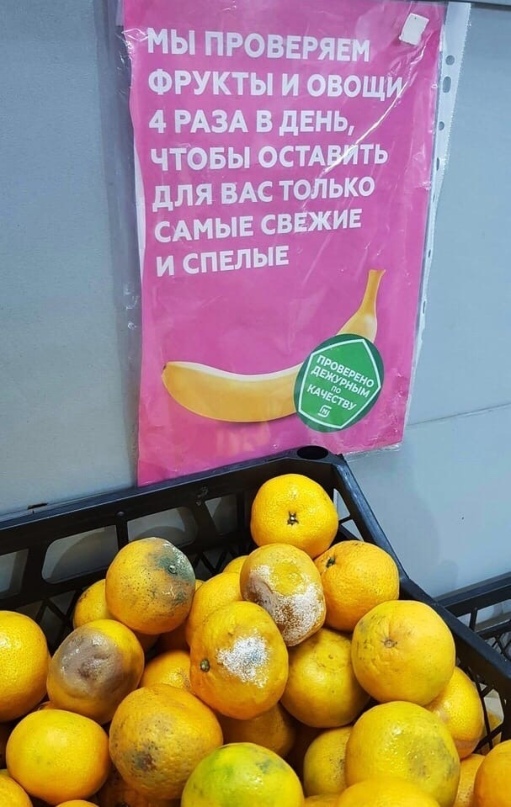 МЫ ПРОВЕРЯЕМ
ФРУКТЫ И ОВОЩИ
4 РАЗА В ДЕНЬ,
ЧТОБЫ ОСТАВИТЬ
ДЛЯ ВАС ТОЛЬКО
САМЫЕ СВЕЖИЕ
И СПЕЛЫЕ
ПРОВЕРЕНО
ДЕЖУРНЫМ
ПО
КАЧЕСТВУ